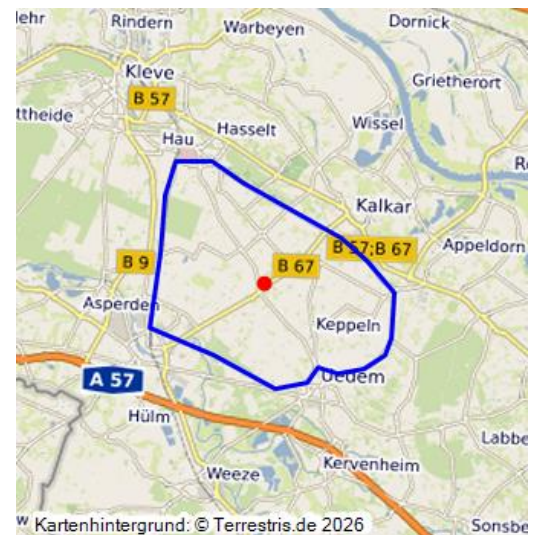 Rindern
Warbeyen
Dornick
Kleve
Grietherort
B 57
ttheide
Hasselt
Wissel
Hau
Kalkar
B 57;B 67
Appeldorn
B 9
B 67
Asperden
Keppeln
A 57
Uedem
Hülm
Labbe
Kervenheim
Weeze
Kartenhintergrund: © Terrestris.de 2026
Sonsbe